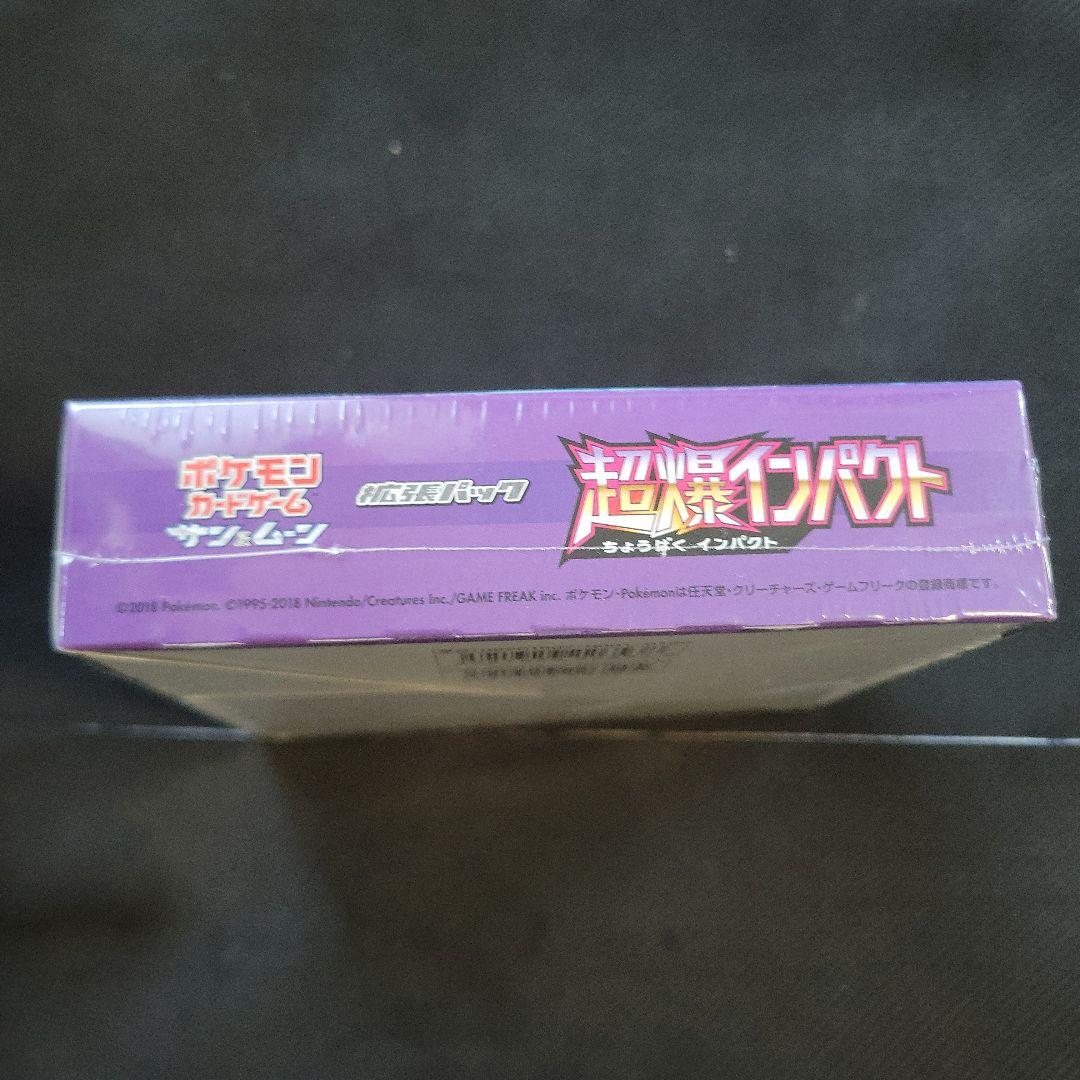 ポケモン
カードゲーム
サン&ムーン
拡張パック
超爆インパクト
ちょうばく インパクト
©2018 Pokémon. ©1995-2018 Nintendo/Creatures Inc./GAME FREAK inc. ポケモン・Pokémonは任天堂・クリーチャーズ・ゲームフリークの登録商標です。